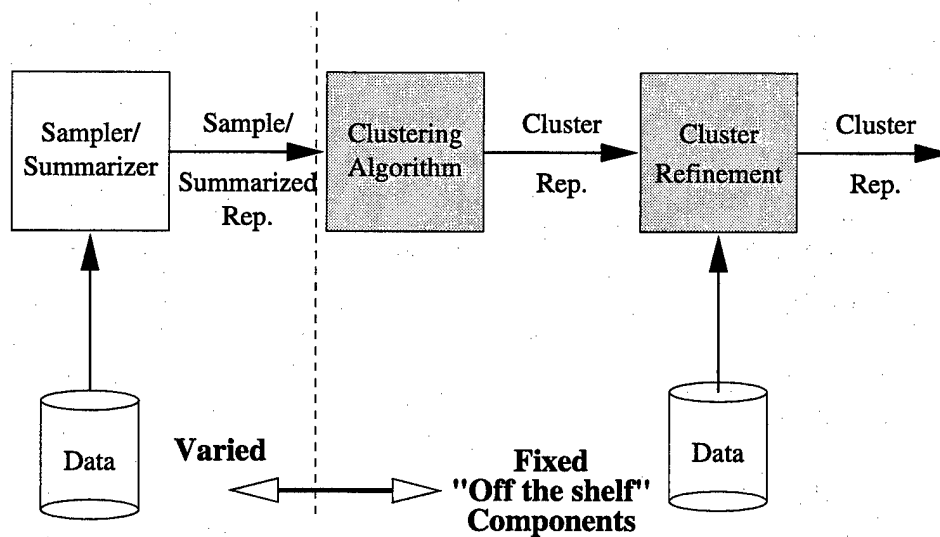 Sampler/
Summarizer
Sample/
Summarized
Rep.
Clustering
Algorithm
Cluster
Rep.
Cluster
Refinement
Cluster
Rep.
Data
Varied
Fixed
"Off the shelf"
Components
Data